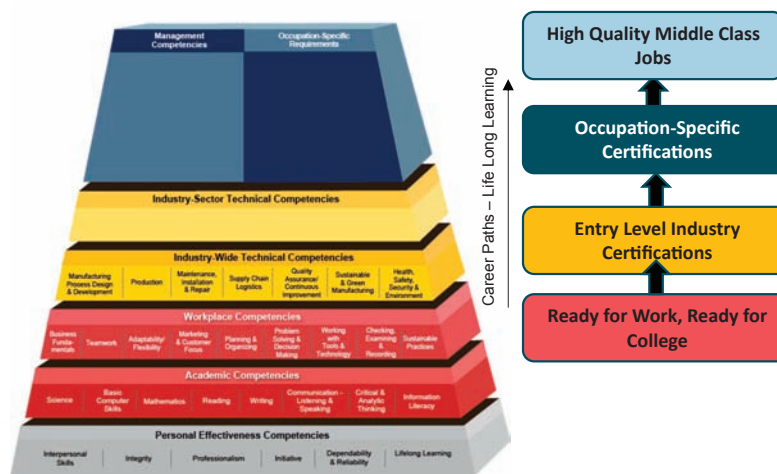 Management
Competencies
Occupation-Specific
Requirements
Industry-Sector Technical Competencies
Industry-Wide Technical Competencies
Manufacturing
Process Design
& Development
Production
Maintenance,
Installation
& Repair
Supply Chain
Logistics
Quality
Assurance/
Continuous
Improvement
Sustainable
& Green
Manufacturing
Health,
Safety,
Security &
Environment
Workplace Competencies
Business
Funda-
mentals
Teamwork
Adaptability/
Flexibility
Marketing
& Customer
Focus
Planning &
Organizing
Problem
Solving &
Decision
Making
Working
with
Tools &
Technology
Checking,
Examining
&
Recording
Sustainable
Practices
Academic Competencies
Science
Basic
Computer
Skills
Mathematics
Reading
Writing
Communication -
Listening &
Speaking
Critical &
Analytic
Thinking
Information
Literacy
Personal Effectiveness Competencies
Interpersonal
Skills
Integrity
Professionalism
Initiative
Dependability
& Reliability
Lifelong Learning
Career Paths – Life Long Learning
High Quality Middle Class
Jobs
Occupation-Specific
Certifications
Entry Level Industry
Certifications
Ready for Work, Ready for
College